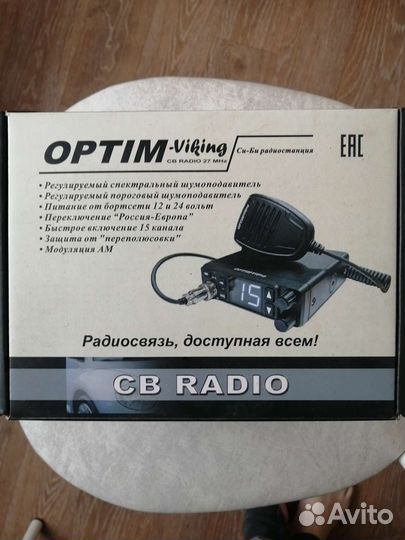 OPTIM-Viking
CB RADIO 27 MHz
Си-Би радиостанция
EAC
• Регулируемый спектральный шумоподавитель
• Регулируемый пороговый шумоподавитель
• Питание от бортсети 12 и 24 вольт
• Переключение “Россия-Европа”
• Быстрое включение 15 канала
• Защита от "переполюсовки"
• Модуляция АМ
15
Радиосвязь, доступная всем!
CB RADIO
Avito